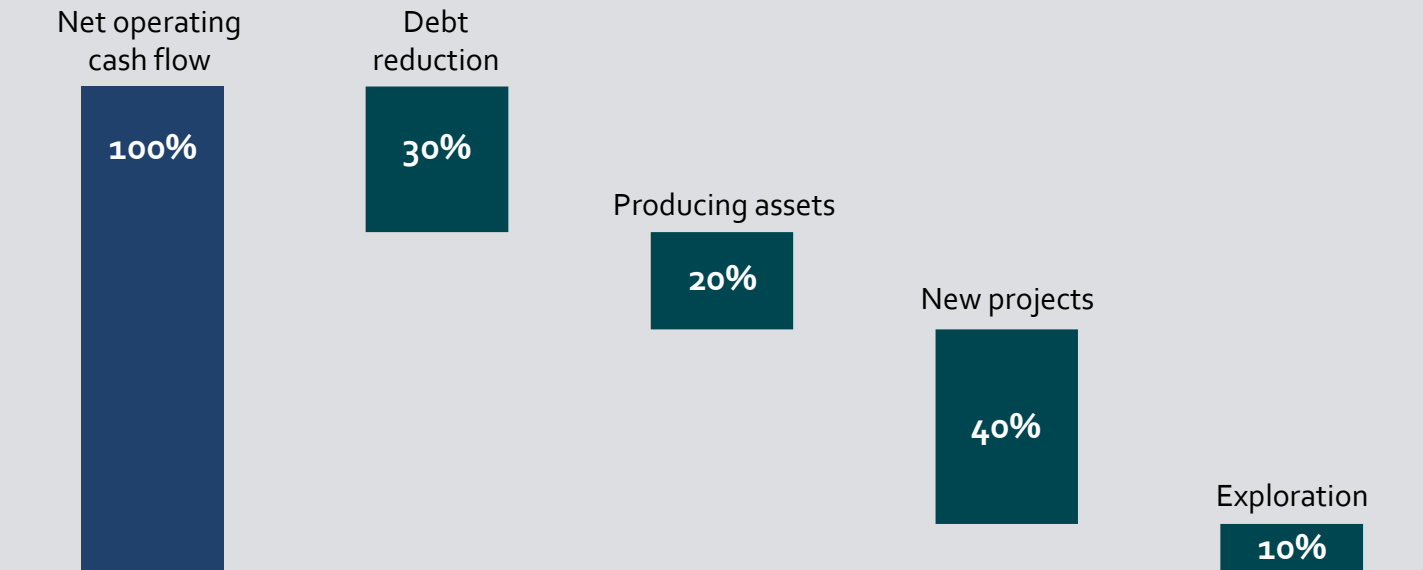 Net operating
cash flow
100%
Debt
reduction
30%
Producing assets
20%
New projects
40%
Exploration
10%